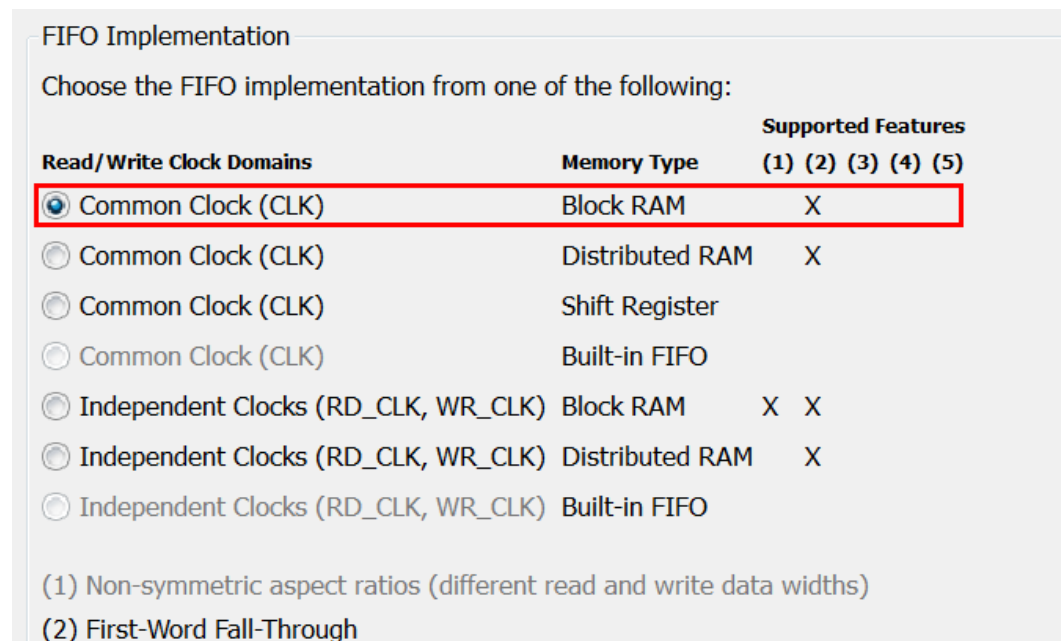 FIFO Implementation
Choose the FIFO implementation from one of the following:
Supported Features
Read/Write Clock Domains Memory Type (1) (2) (3) (4) (5)
Common Clock (CLK) Block RAM X
Common Clock (CLK) Distributed RAM X
Common Clock (CLK) Shift Register
Common Clock (CLK) Built-in FIFO
Independent Clocks (RD_CLK, WR_CLK) Block RAM X X
Independent Clocks (RD_CLK, WR_CLK) Distributed RAM X
Independent Clocks (RD_CLK, WR_CLK) Built-in FIFO
(1) Non-symmetric aspect ratios (different read and write data widths)
(2) First-Word Fall-Through